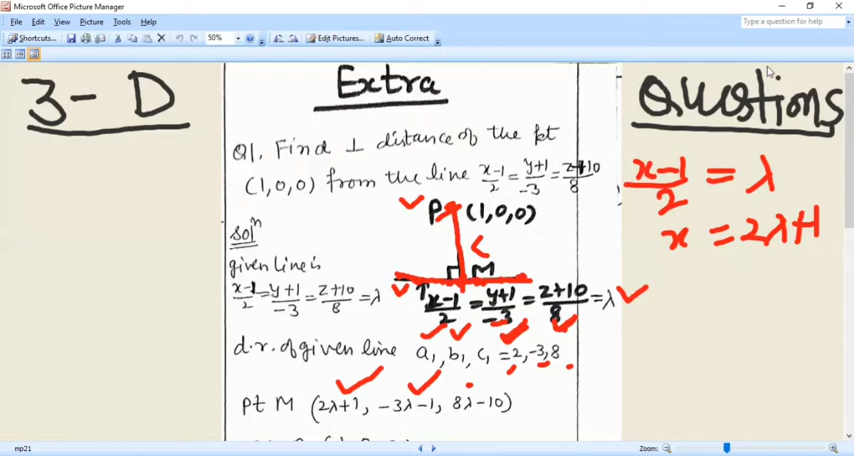 Microsoft Office Picture Manager
File Edit View Picture Tools Help
Type a question for help
Shortcuts...
50%
Edit Pictures...
Auto Correct
3-D
Extra
Questions
Q1. Find ⊥ distance of the pt
(1,0,0) from the line x-1/2 = y+1/-3 = z+10/8
x-1/2 = λ
x = 2λ+1
P (1,0,0)
Solⁿ
M
given line is
x-1/2 = y+1/-3 = z+10/8 = λ
x-1/2 = y+1/-3 = z+10/8 = λ
d.r. of given line a₁, b₁, c₁ = 2, -3, 8
pt M (2λ+1, -3λ-1, 8λ-10)
mp21
Zoom: